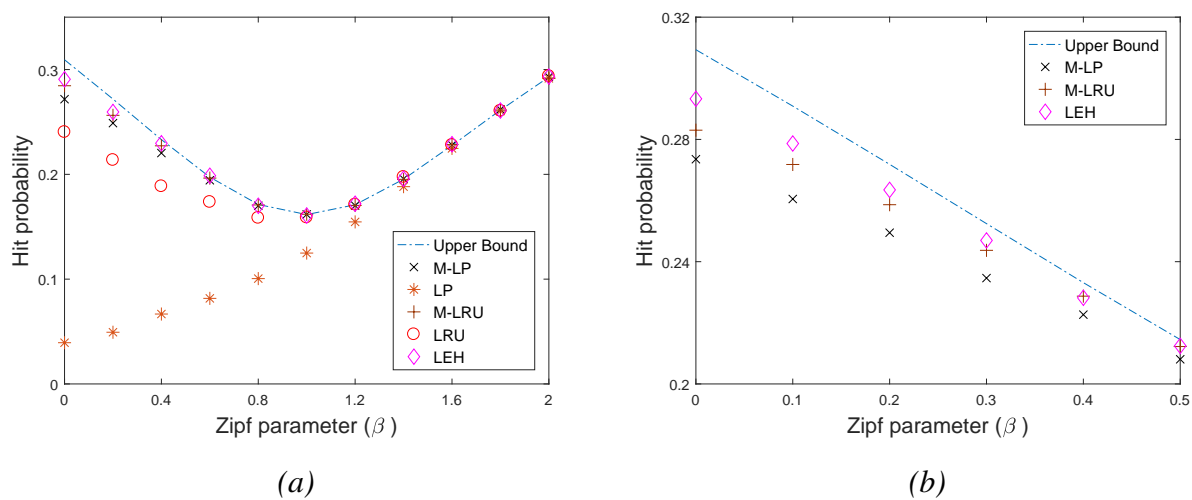 0.3
0.2
0.1
0
Hit probability
0 0.4 0.8 1.2 1.6 2
Zipf parameter (β)
Upper Bound
M-LP
LP
M-LRU
LRU
LEH
(a)
0.32
0.28
0.24
0.2
Hit probability
0 0.1 0.2 0.3 0.4 0.5
Zipf parameter (β)
Upper Bound
M-LP
M-LRU
LEH
(b)